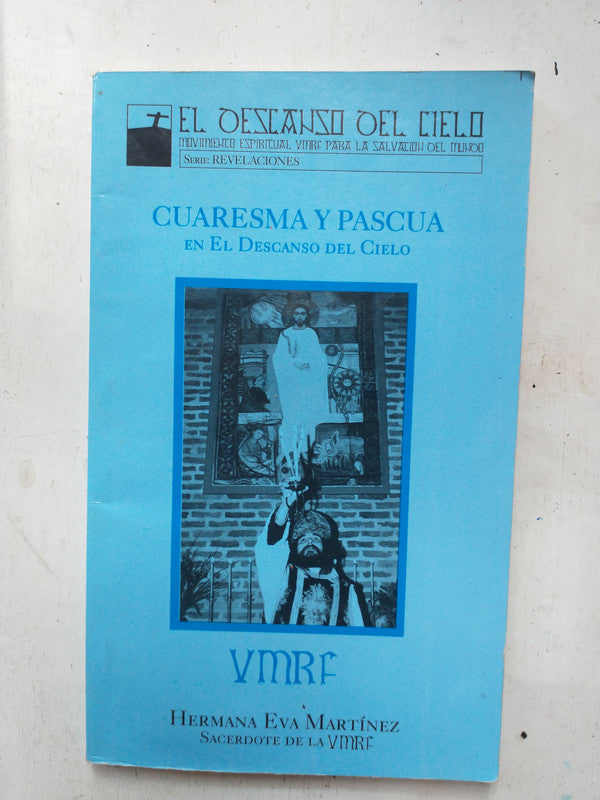 EL DESCANSO DEL CIELO
MOVIMIENTO ESPIRITUAL VMRF PARA LA SALVACION DEL MUNDO
SERIE: REVELACIONES
CUARESMA Y PASCUA
EN EL DESCANSO DEL CIELO
VMRF
HERMANA EVA MARTÍNEZ
SACERDOTE DE LA VMRF